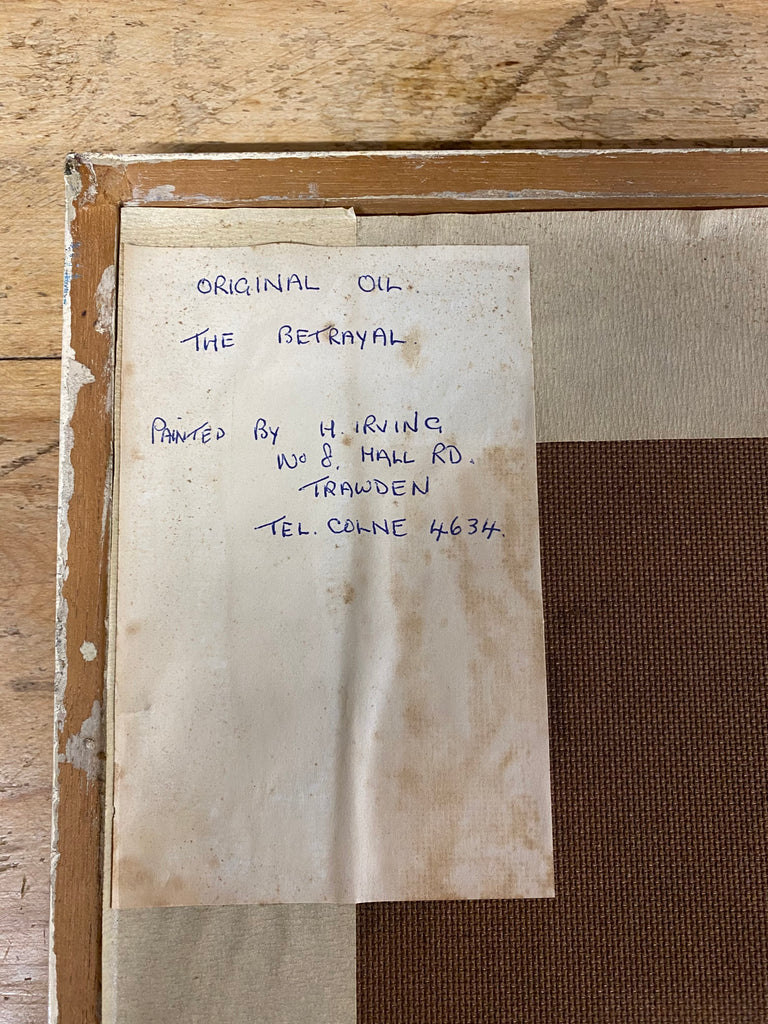 ORIGINAL OIL.
THE BETRAYAL.
PAINTED BY H. IRVING
No 8, HALL RD.
TRAWDEN
TEL. COLNE 4634.